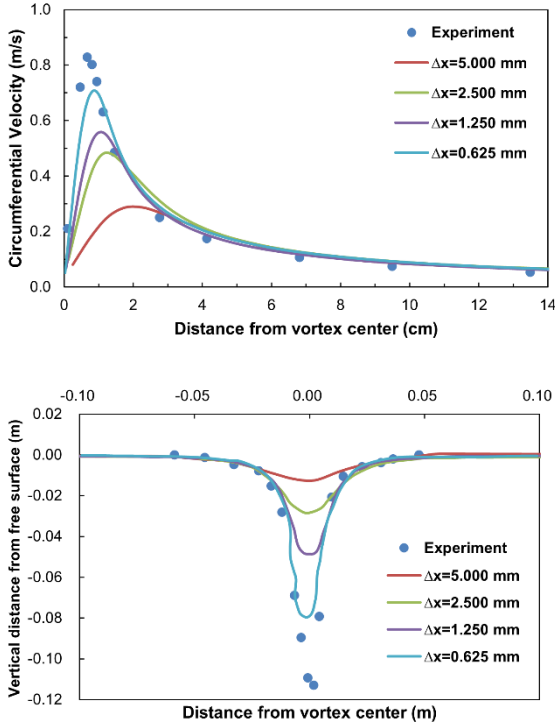 Circumferential Velocity (m/s)
1.0
0.8
0.6
0.4
0.2
0.0
Experiment
Δx=5.000 mm
Δx=2.500 mm
Δx=1.250 mm
Δx=0.625 mm
0 2 4 6 8 10 12 14
Distance from vortex center (cm)
-0.10 -0.05 0.00 0.05 0.10
Vertical distance from free surface (m)
0.02
0.00
-0.02
-0.04
-0.06
-0.08
-0.10
-0.12
Experiment
Δx=5.000 mm
Δx=2.500 mm
Δx=1.250 mm
Δx=0.625 mm
Distance from vortex center (m)